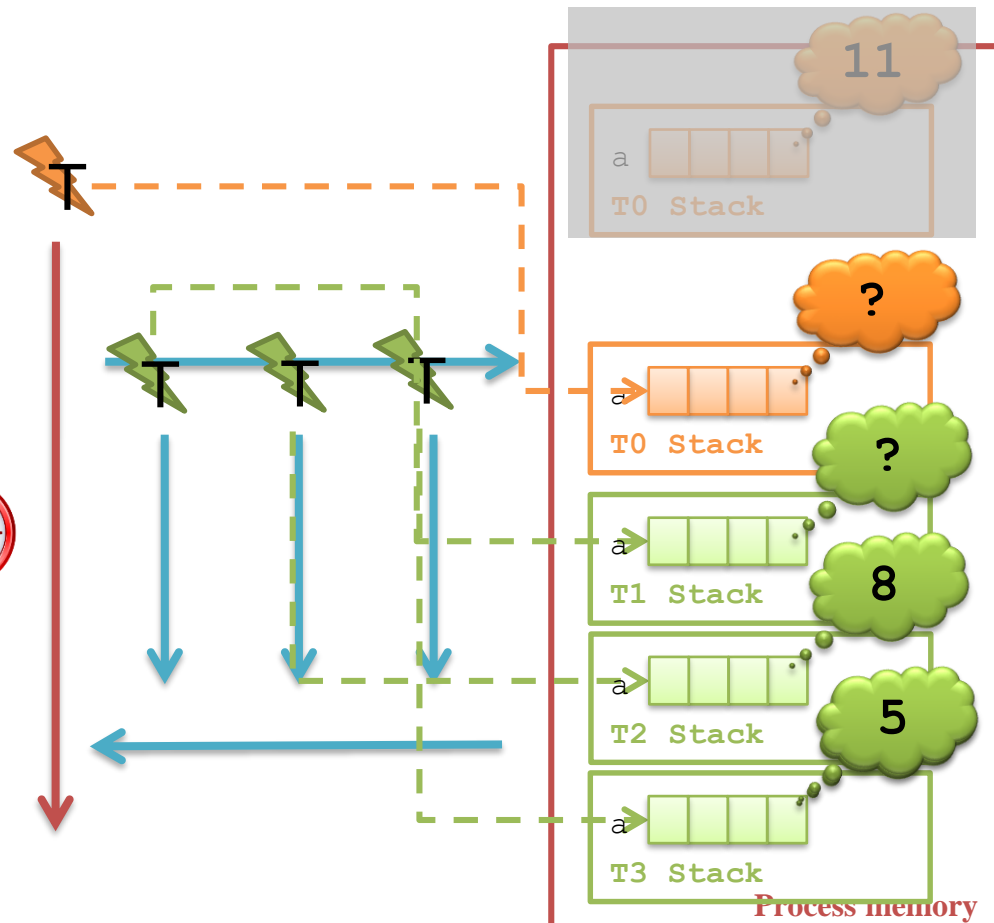 11
a
T0 Stack
T
?
a
T0 Stack
T T T
?
a
T1 Stack
8
a
T2 Stack
5
a
T3 Stack
Process memory